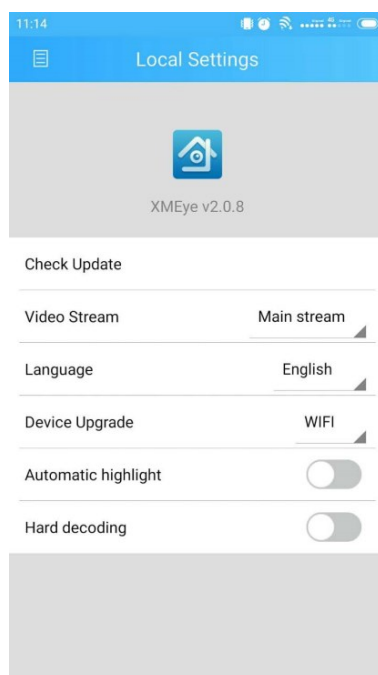 11:14
Local Settings
XMEye v2.0.8
Check Update
Video Stream Main stream
Language English
Device Upgrade WIFI
Automatic highlight
Hard decoding